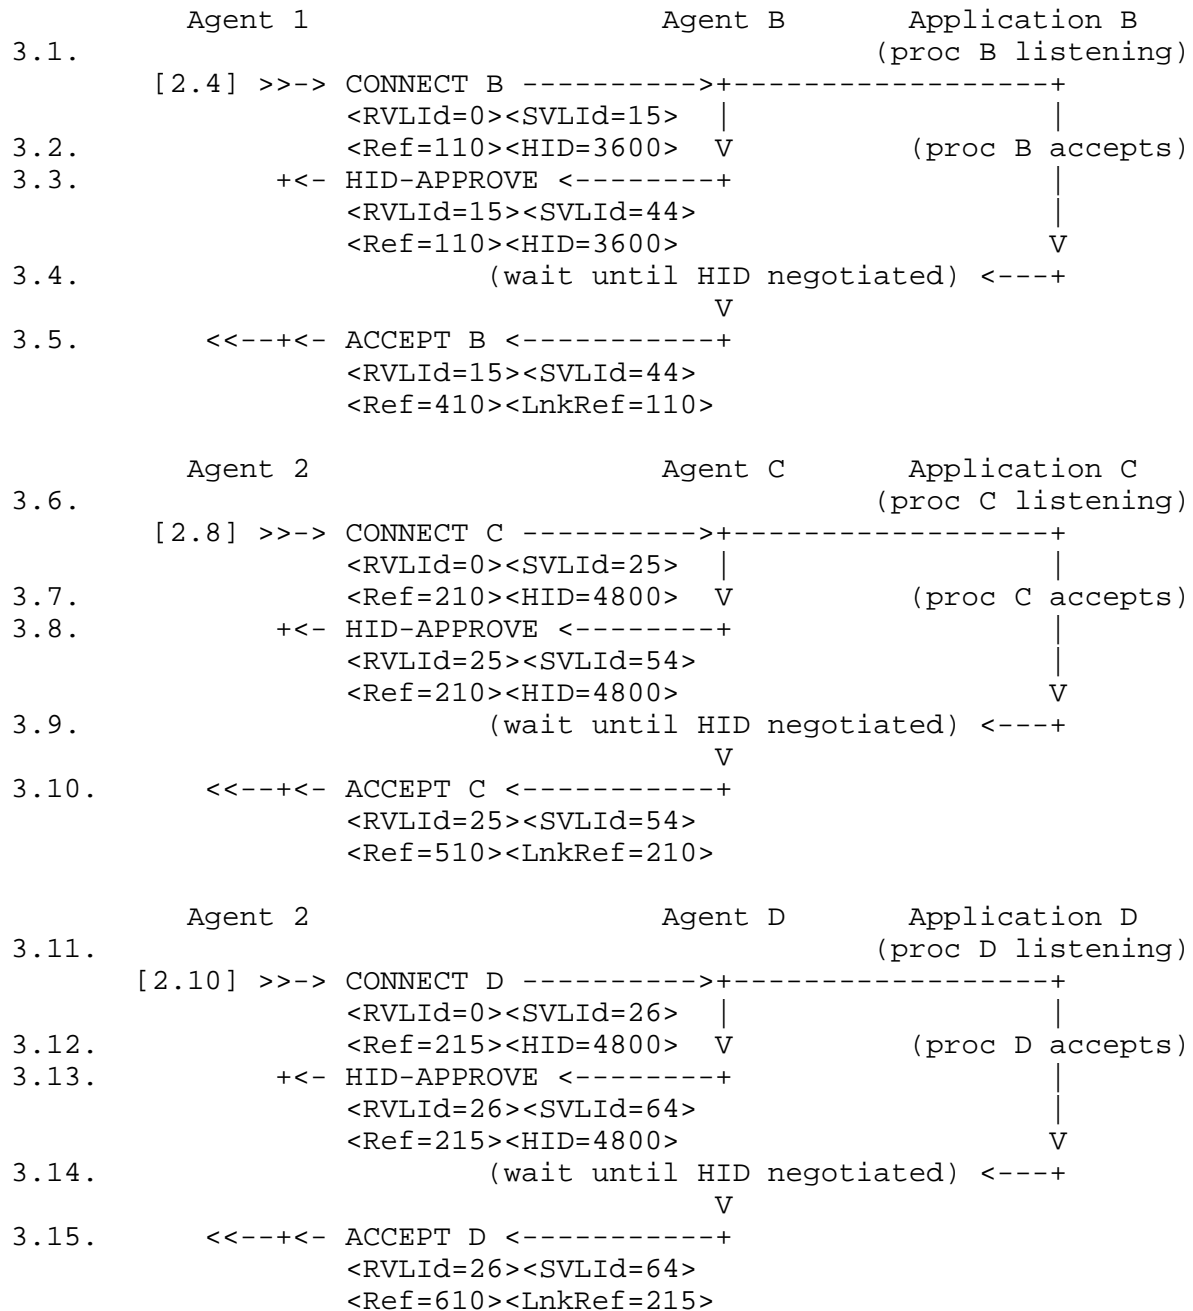 Agent 1                  Agent B      Application B
3.1.                                         (proc B listening)
       [2.4] >>-> CONNECT B ---------->+-----------------+
                  <RVLId=0><SVLId=15>  |                 |
3.2.              <Ref=110><HID=3600>  V         (proc B accepts)
3.3.          +<- HID-APPROVE <--------+                 |
                  <RVLId=15><SVLId=44>                   |
                  <Ref=110><HID=3600>                    V
3.4.                      (wait until HID negotiated) <---+
                                       V
3.5.       <<--+<- ACCEPT B <-----------+
                  <RVLId=15><SVLId=44>
                  <Ref=410><LnkRef=110>
         Agent 2                  Agent C      Application C
3.6.                                         (proc C listening)
       [2.8] >>-> CONNECT C ---------->+-----------------+
                  <RVLId=0><SVLId=25>  |                 |
3.7.              <Ref=210><HID=4800>  V         (proc C accepts)
3.8.          +<- HID-APPROVE <--------+                 |
                  <RVLId=25><SVLId=54>                   |
                  <Ref=210><HID=4800>                    V
3.9.                      (wait until HID negotiated) <---+
                                       V
3.10.      <<--+<- ACCEPT C <-----------+
                  <RVLId=25><SVLId=54>
                  <Ref=510><LnkRef=210>
         Agent 2                  Agent D      Application D
3.11.                                        (proc D listening)
      [2.10] >>-> CONNECT D ---------->+-----------------+
                  <RVLId=0><SVLId=26>  |                 |
3.12.             <Ref=215><HID=4800>  V         (proc D accepts)
3.13.         +<- HID-APPROVE <--------+                 |
                  <RVLId=26><SVLId=64>                   |
                  <Ref=215><HID=4800>                    V
3.14.                     (wait until HID negotiated) <---+
                                       V
3.15.      <<--+<- ACCEPT D <-----------+
                  <RVLId=26><SVLId=64>
                  <Ref=610><LnkRef=215>